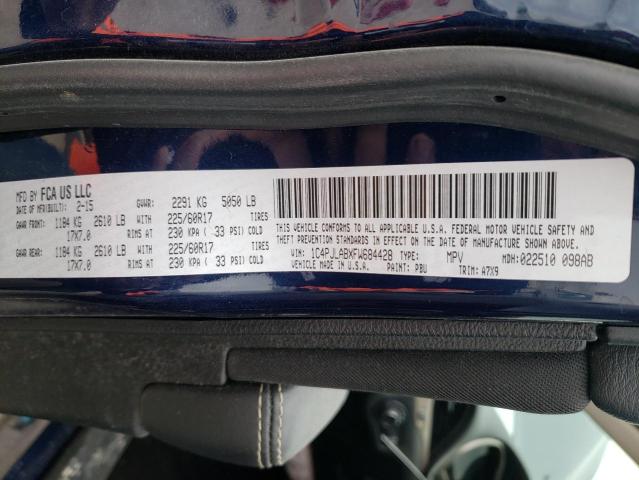 MFD BY FCA US LLC
DATE OF MFR(BUILT): 2-15 GVWR: 2291 KG 5050 LB
GAWR FRONT: 1184 KG 2610 LB WITH 225/60R17 TIRES
17X7.0 RIMS AT 230 KPA ( 33 PSI) COLD
GAWR REAR: 1184 KG 2610 LB WITH 225/60R17 TIRES
17X7.0 RIMS AT 230 KPA ( 33 PSI) COLD
THIS VEHICLE CONFORMS TO ALL APPLICABLE U.S.A. FEDERAL MOTOR VEHICLE SAFETY AND
THEFT PREVENTION STANDARDS IN EFFECT ON THE DATE OF MANUFACTURE SHOWN ABOVE.
VIN: 1C4PJLABXFW684428 TYPE: MPV MDH: 022510 098AB
VEHICLE MADE IN U.S.A. PAINT: PBU TRIM: A7X9